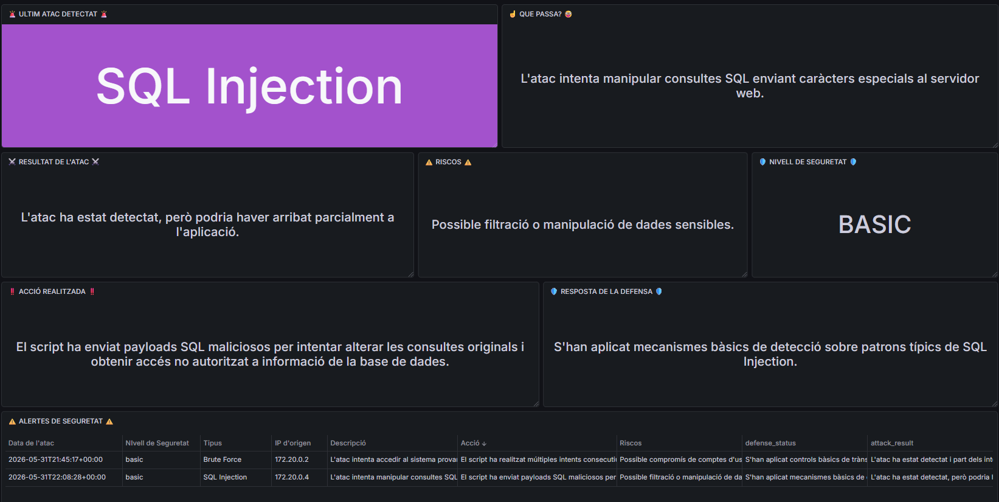 🚨 ULTIM ATAC DETECTAT 🚨
SQL Injection
☝️ QUE PASSA? 🤡
L'atac intenta manipular consultes SQL enviant caràcters especials al servidor
web.
⚔️ RESULTAT DE L'ATAC ⚔️
L'atac ha estat detectat, però podria haver arribat parcialment a
l'aplicació.
⚠️ RISCOS ⚠️
Possible filtració o manipulació de dades sensibles.
🛡️ NIVELL DE SEGURETAT 🛡️
BASIC
‼️ ACCIÓ REALITZADA ‼️
El script ha enviat payloads SQL maliciosos per intentar alterar les consultes originals i
obtenir accés no autoritzat a informació de la base de dades.
🛡️ RESPOSTA DE LA DEFENSA 🛡️
S'han aplicat mecanismes bàsics de detecció sobre patrons típics de SQL
Injection.
⚠️ ALERTES DE SEGURETAT ⚠️
Data de l'atac NIvell de Seguretat Tipus IP d'origen Descripció Acció ↓ Riscos defense_status attack_result
2026-05-31T21:45:17+00:00 basic Brute Force 172.20.0.2 L'atac intenta accedir al sistema prova El script ha realitzat múltiples intents consecuti Possible compromís de comptes d'us S'han aplicat controls bàsics de tràns L'atac ha estat detectat i part dels int
2026-05-31T22:08:28+00:00 basic SQL Injection 172.20.0.4 L'atac intenta manipular consultes SQL El script ha enviat payloads SQL maliciosos per Possible filtració o manipulació de da S'han aplicat mecanismes bàsics de L'atac ha estat detectat, però podria